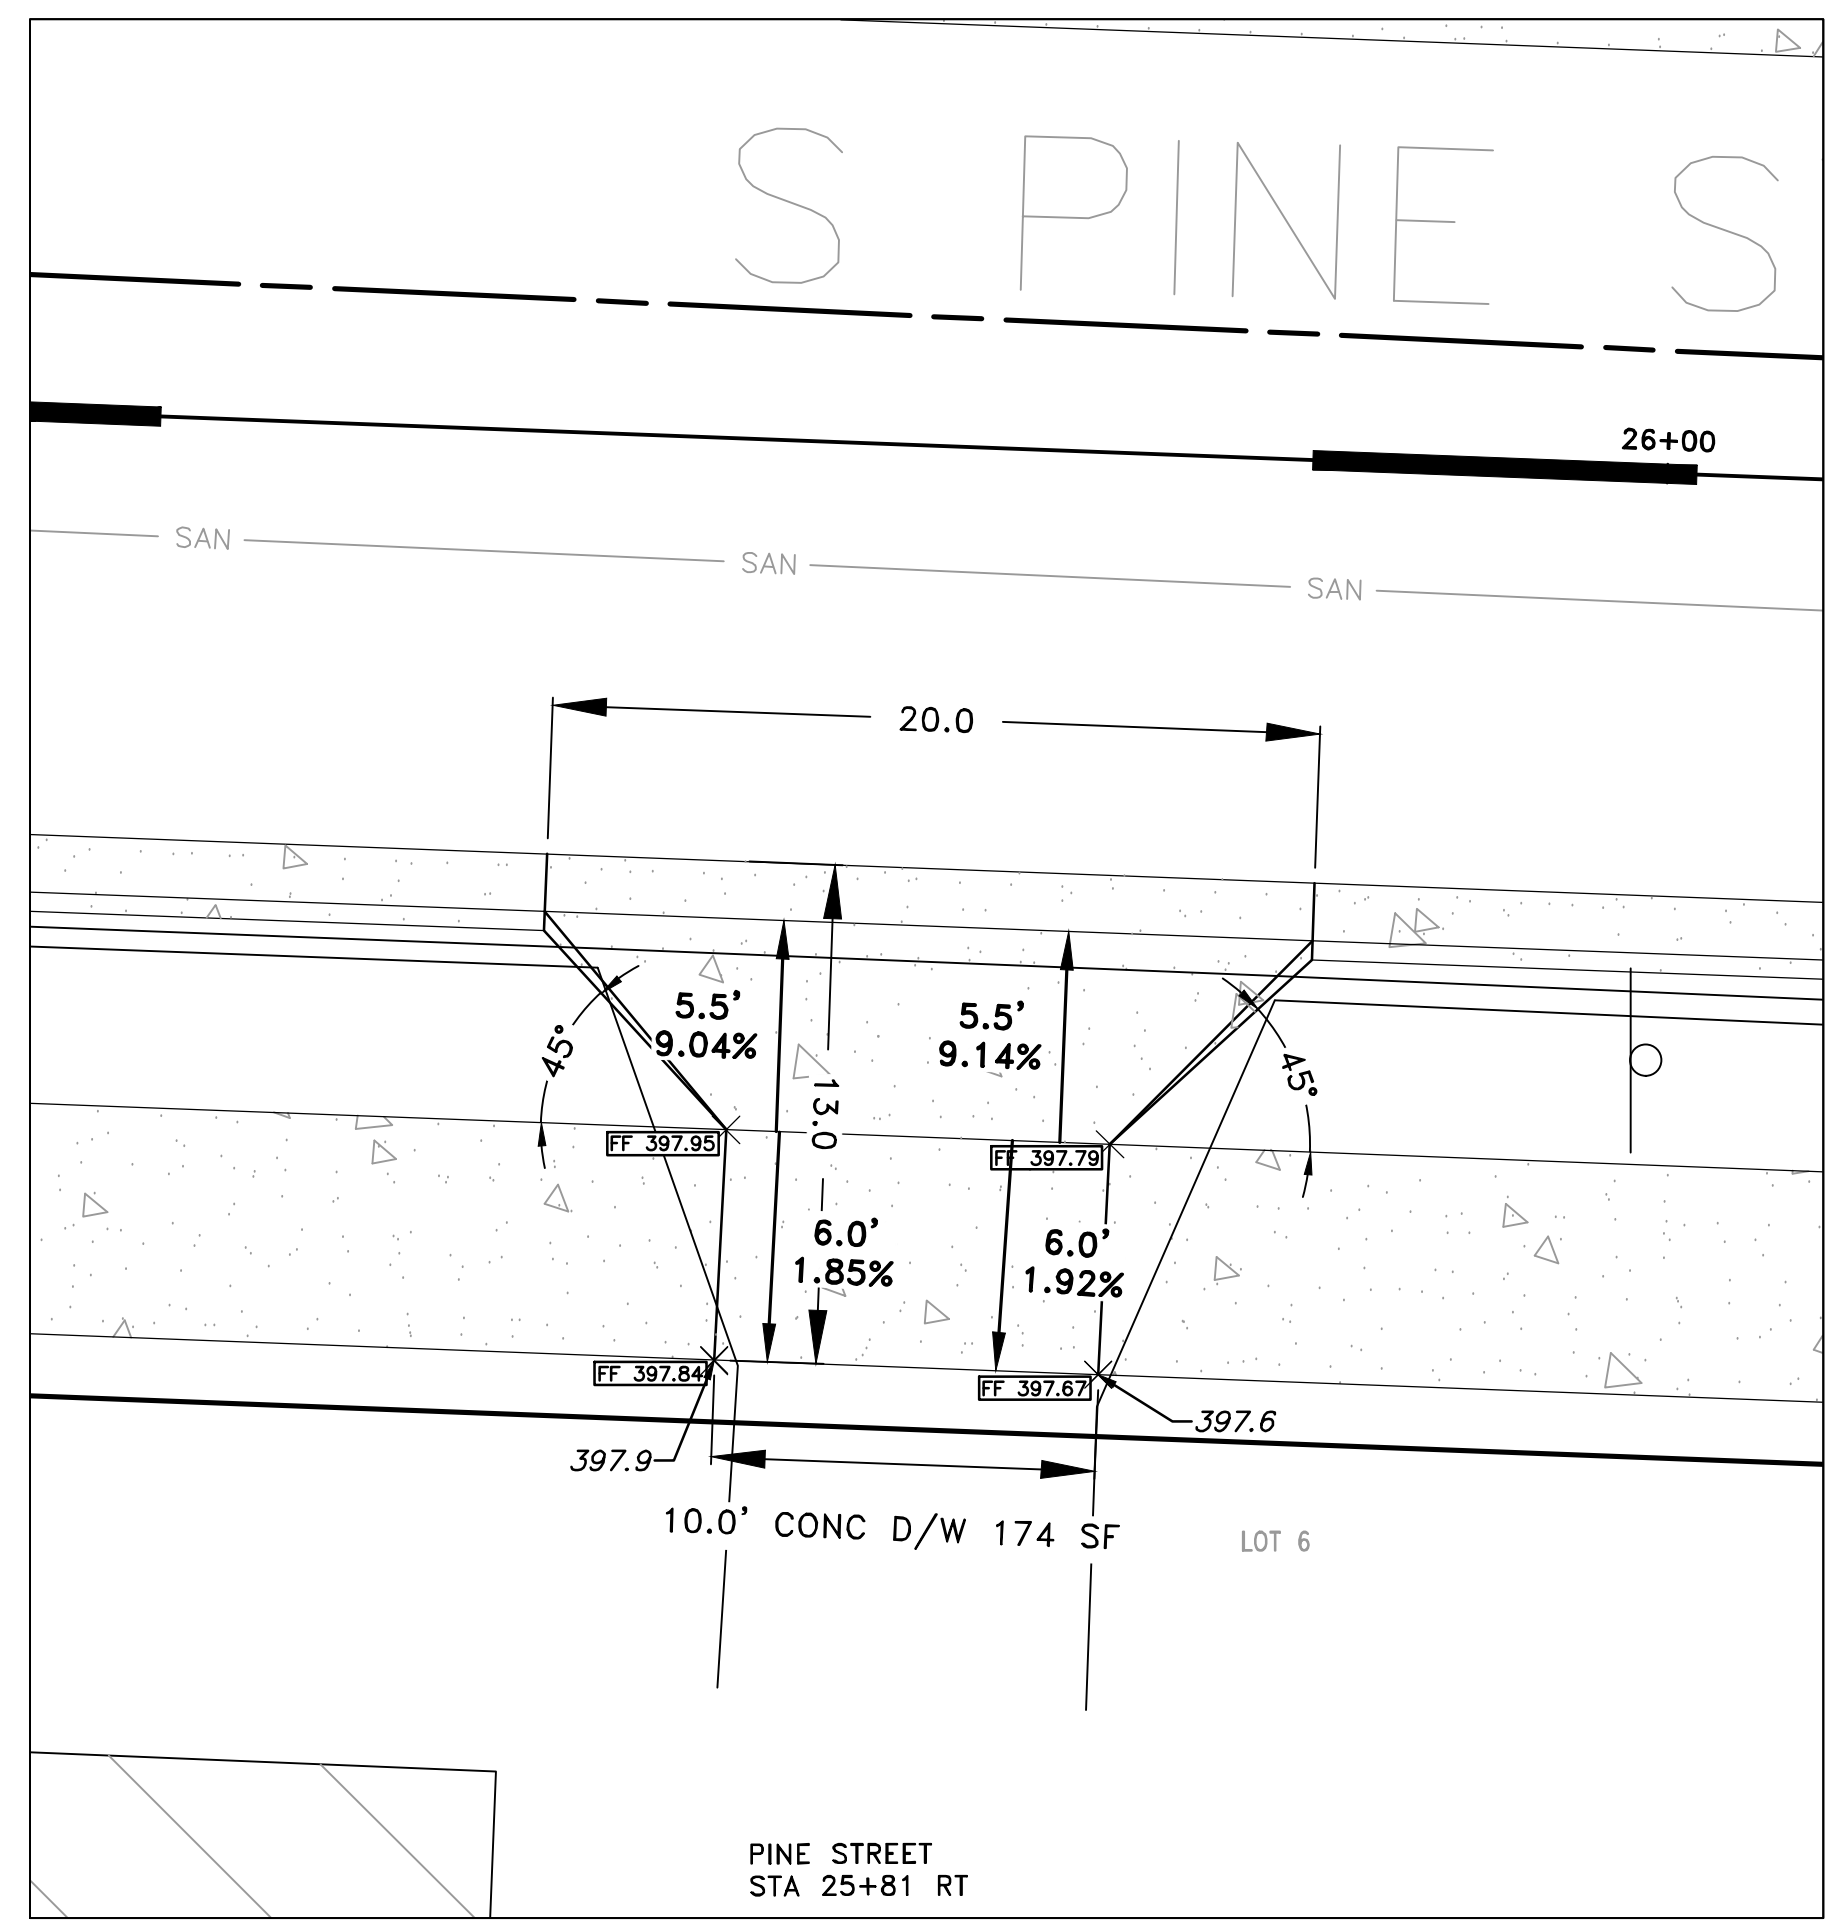 S PINE S
26+00
SAN SAN SAN
20.0
5.5’
9.04%
5.5’
9.14%
45°
45°
13.0
FF 397.95
FF 397.79
6.0’
1.85%
6.0’
1.92%
FF 397.84
FF 397.67
397.6
397.9
10.0’ CONC D/W 174 SF
LOT 6
PINE STREET
STA 25+81 RT